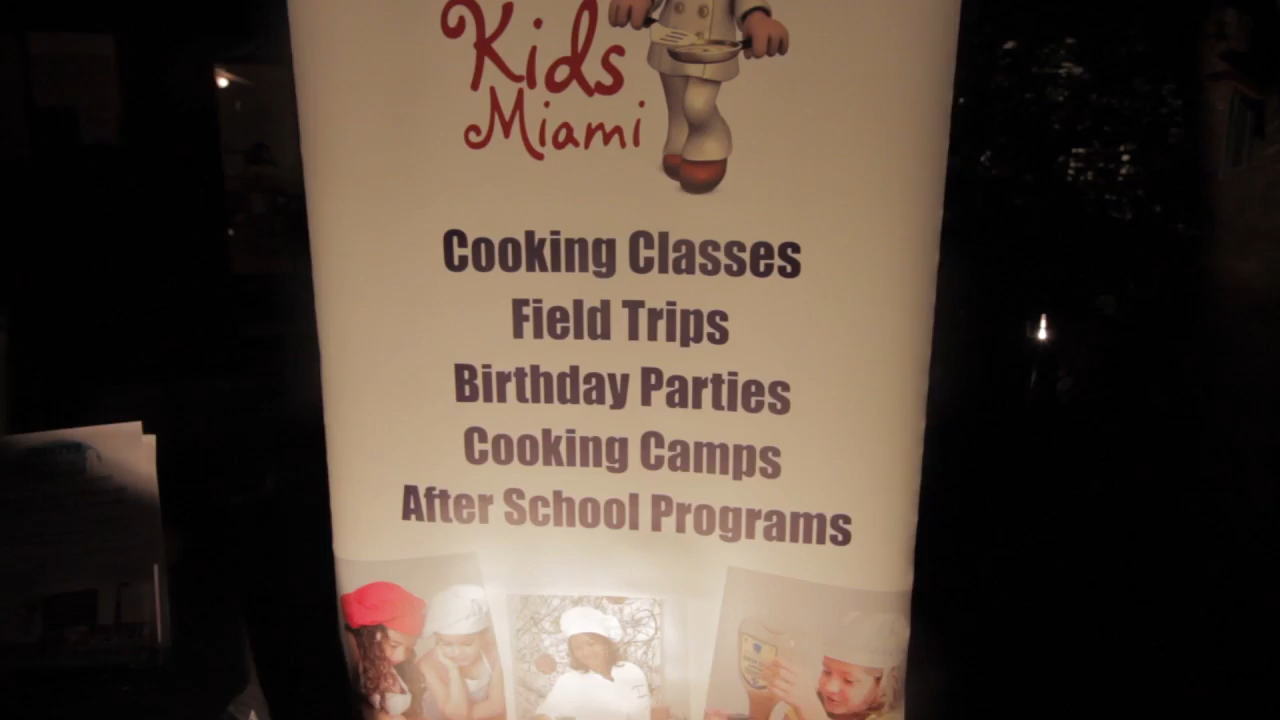 Kids
Miami
Cooking Classes
Field Trips
Birthday Parties
Cooking Camps
After School Programs